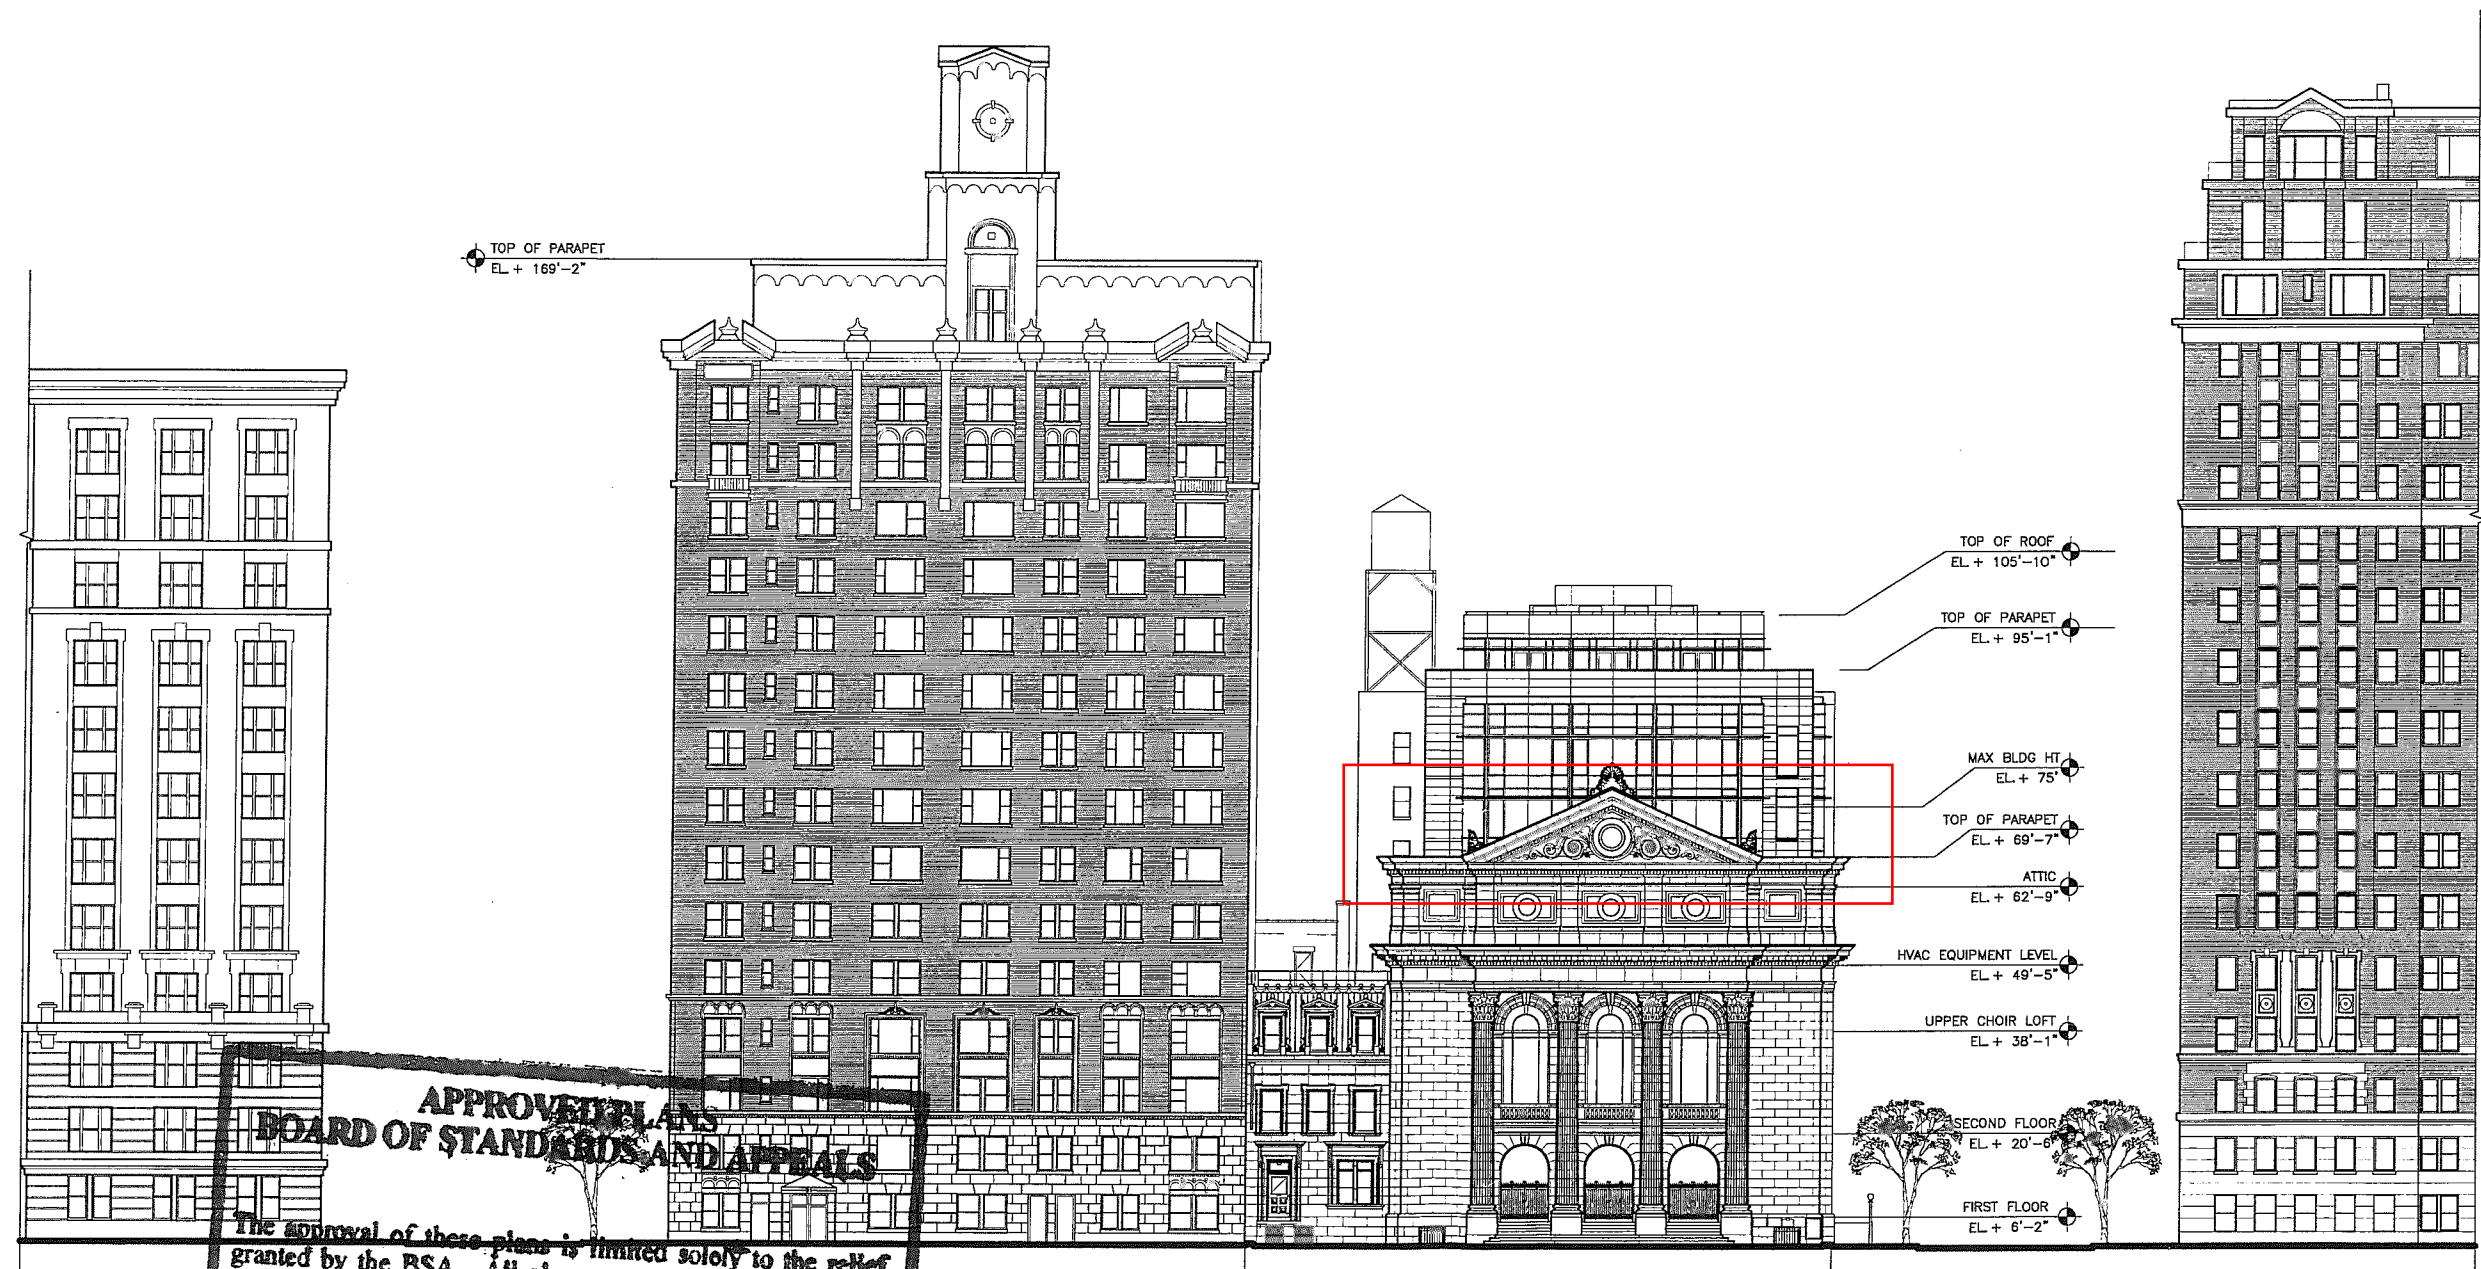 TOP OF PARAPET
EL. + 169'-2"
TOP OF ROOF
EL. + 105'-10"
TOP OF PARAPET
EL. + 95'-1"
MAX BLDG HT
EL. + 75'
TOP OF PARAPET
EL. + 69'-7"
ATTIC
EL. + 62'-9"
HVAC EQUIPMENT LEVEL
EL. + 49'-5"
UPPER CHOIR LOFT
EL. + 38'-1"
SECOND FLOOR
EL. + 20'-6"
FIRST FLOOR
EL. + 6'-2"
APPROVED PLANS
BOARD OF STANDARDS AND APPEALS
The approval of these plans is limited solely to the relief
granted by the BSA